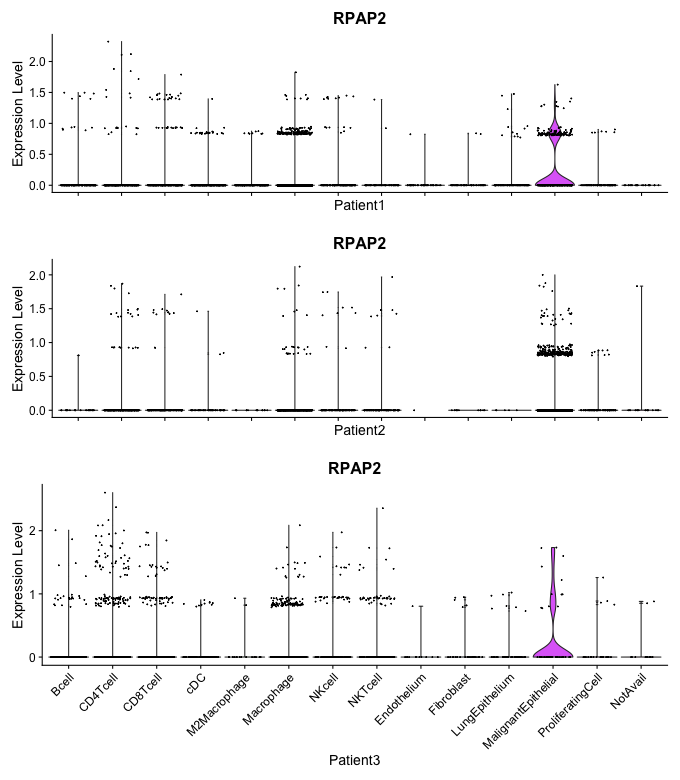 RPAP2
Expression Level
2.0
1.5
1.0
0.5
0.0
Patient1
RPAP2
Expression Level
2.0
1.5
1.0
0.5
0.0
Patient2
RPAP2
Expression Level
2
1
0
Bcell
CD4Tcell
CD8Tcell
cDC
M2Macrophage
Macrophage
NKcell
NKTcell
Endothelium
Fibroblast
LungEpithelium
MalignantEpithelial
ProliferatingCell
NotAvail
Patient3